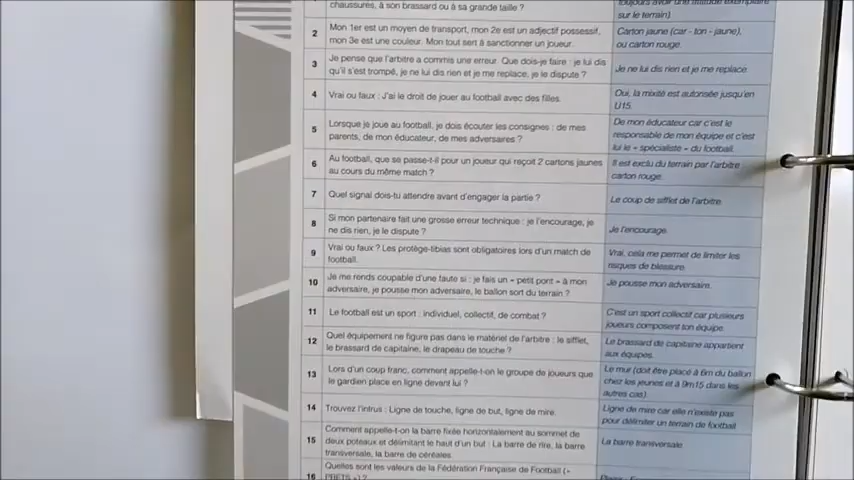 chaussures, à son brassard ou à sa grande taille ?
toujours avoir une attitude exemplaire
sur le terrain)
2 Mon 1er est un moyen de transport, mon 2e est un adjectif possessif,
mon 3e est une couleur. Mon tout sert à sanctionner un joueur.
Carton jaune (car - ton - jaune),
ou carton rouge.
3 Je pense que l'arbitre a commis une erreur. Que dois-je faire : je lui dis
qu'il s'est trompé, je ne lui dis rien et je me replace, je le dispute ?
Je ne lui dis rien et je me replace.
4 Vrai ou faux : J'ai le droit de jouer au football avec des filles.
Oui, la mixité est autorisée jusqu'en
U15.
5 Lorsque je joue au football, je dois écouter les consignes : de mes
parents, de mon éducateur, de mes adversaires ?
De mon éducateur car c'est le
responsable de mon équipe et c'est
lui le « spécialiste » du football.
6 Au football, que se passe-t-il pour un joueur qui reçoit 2 cartons jaunes
au cours du même match ?
Il est exclu du terrain par l'arbitre :
carton rouge.
7 Quel signal dois-tu attendre avant d'engager la partie ?
Le coup de sifflet de l'arbitre.
8 Si mon partenaire fait une grosse erreur technique : je l'encourage, je
ne dis rien, je le dispute ?
Je l'encourage.
9 Vrai ou faux ? Les protège-tibias sont obligatoires lors d'un match de
football.
Vrai, cela me permet de limiter les
risques de blessure.
10 Je me rends coupable d'une faute si : je fais un « petit pont » à mon
adversaire, je pousse mon adversaire, le ballon sort du terrain ?
Je pousse mon adversaire.
11 Le football est un sport : individuel, collectif, de combat ?
C'est un sport collectif car plusieurs
joueurs composent ton équipe.
12 Quel équipement ne figure pas dans le matériel de l'arbitre : le sifflet,
le brassard de capitaine, le drapeau de touche ?
Le brassard de capitaine appartient
aux équipes.
13 Lors d'un coup franc, comment appelle-t-on le groupe de joueurs que
le gardien place en ligne devant lui ?
Le mur (doit être placé à 6m du ballon
chez les jeunes et à 9m15 dans les
autres cas).
14 Trouvez l'intrus : Ligne de touche, ligne de but, ligne de mire.
Ligne de mire car elle n'existe pas
pour délimiter un terrain de football
15 Comment appelle-t-on la barre fixée horizontalement au sommet de
deux poteaux et délimitant le haut d'un but : La barre de rire, la barre
transversale, la barre de céréales.
La barre transversale
16 Quelles sont les valeurs de la Fédération Française de Football («
PRETS ») ?